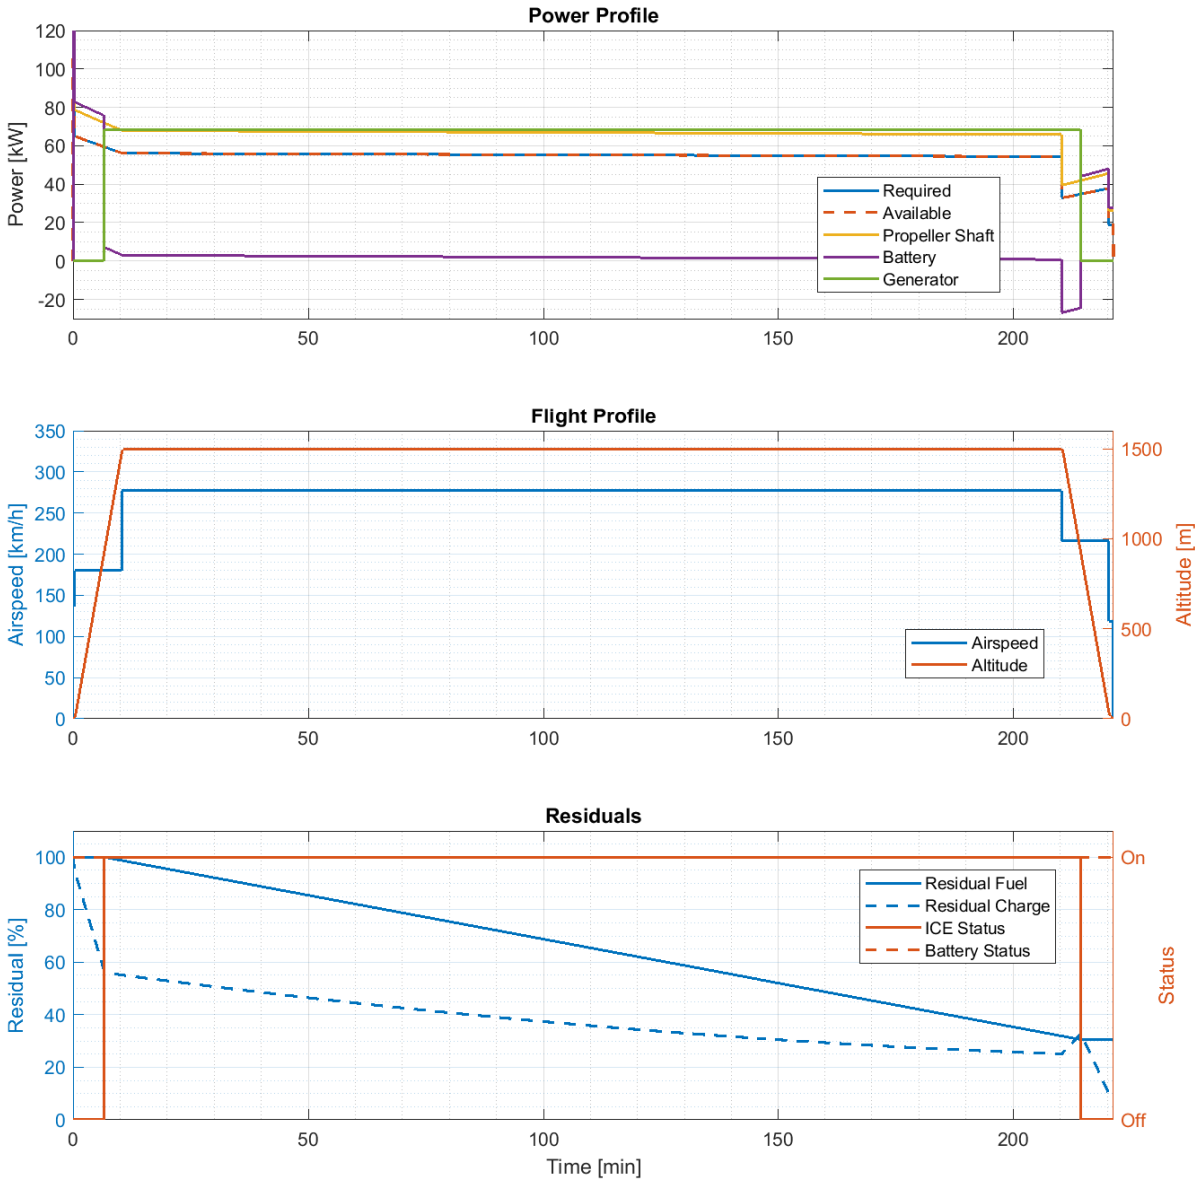 Power Profile
Power [kW]
120
100
80
60
40
20
0
-20
0
50
100
150
200
Required
Available
Propeller Shaft
Battery
Generator
Flight Profile
Airspeed [km/h]
350
300
250
200
150
100
50
0
0
50
100
150
200
1500
1000
500
0
Altitude [m]
Airspeed
Altitude
Residuals
Residual [%]
100
80
60
40
20
0
0
50
100
150
200
Time [min]
On
Off
Status
Residual Fuel
Residual Charge
ICE Status
Battery Status